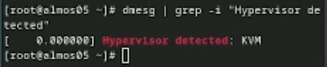 [root@almos05 ~]# dmesg | grep -i "Hypervisor de
tected"
[    0.000000] Hypervisor detected: KVM
[root@almos05 ~]#